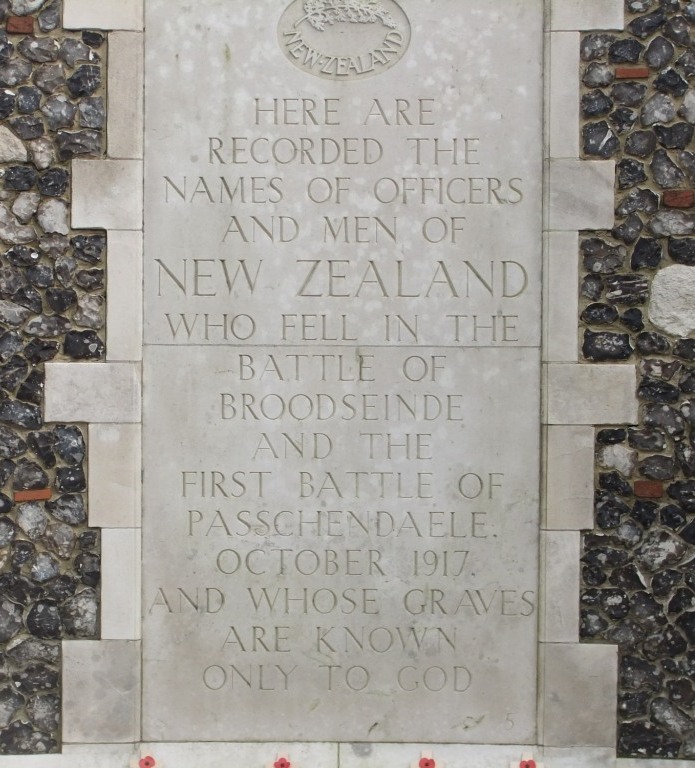 NEW-ZEALAND
HERE ARE
RECORDED THE
NAMES OF OFFICERS
AND MEN OF
NEW ZEALAND
WHO FELL IN THE
BATTLE OF
BROODSEINDE
AND THE
FIRST BATTLE OF
PASSCHENDAELE.
OCTOBER 1917.
AND WHOSE GRAVES
ARE KNOWN
ONLY TO GOD